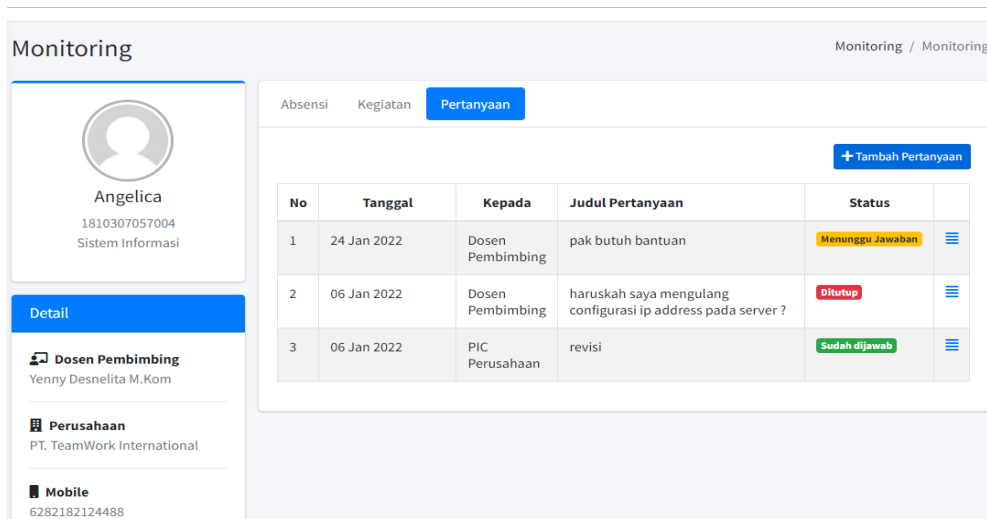 Monitoring
Monitoring / Monitoring
Angelica
1810307057004
Sistem Informasi
Detail
Dosen Pembimbing
Yenny Desnelita M.Kom
Perusahaan
PT. TeamWork International
Mobile
6282182124488
Absensi Kegiatan Pertanyaan
Tambah Pertanyaan
No Tanggal Kepada Judul Pertanyaan Status
1 24 Jan 2022 Dosen pak butuh bantuan Menunggu Jawaban
Pembimbing
2 06 Jan 2022 Dosen haruskah saya mengulang Ditutup
Pembimbing configurasi ip address pada server ?
3 06 Jan 2022 PIC revisi Sudah dijawab
Perusahaan